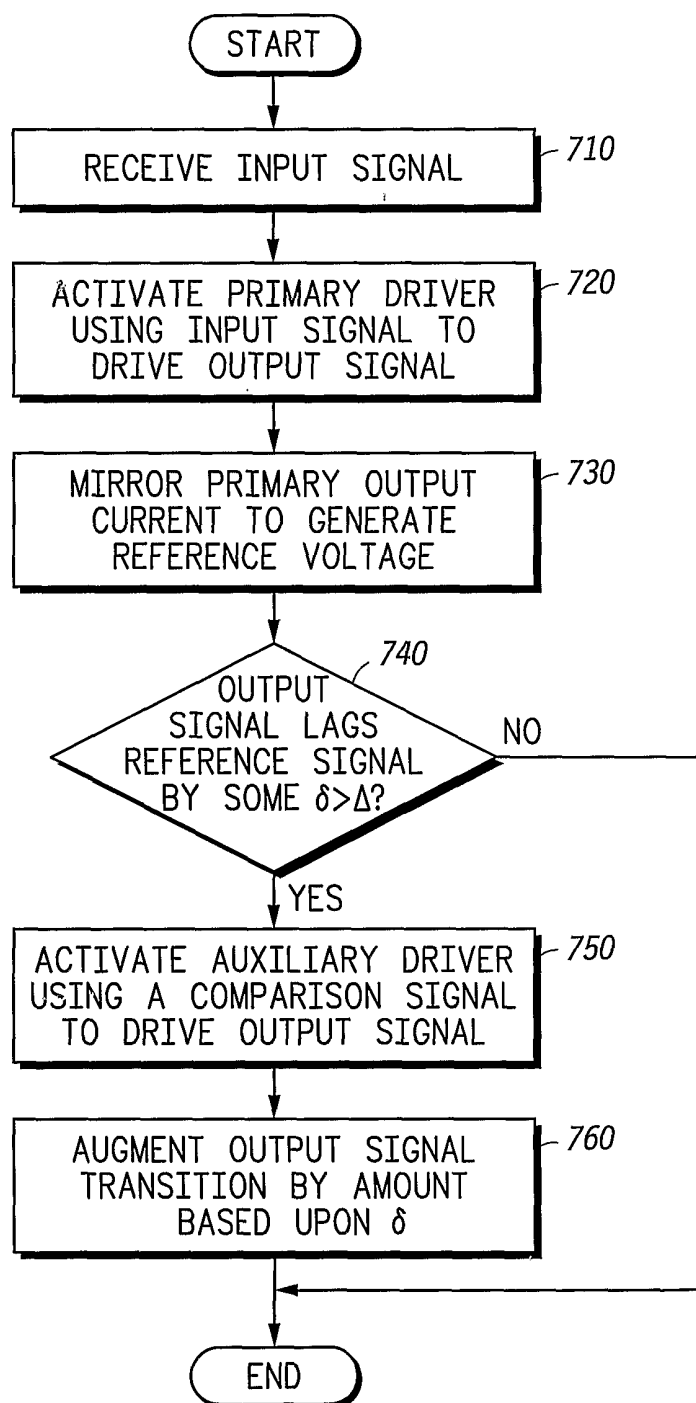 START
RECEIVE INPUT SIGNAL
710
ACTIVATE PRIMARY DRIVER
USING INPUT SIGNAL TO
DRIVE OUTPUT SIGNAL
720
MIRROR PRIMARY OUTPUT
CURRENT TO GENERATE
REFERENCE VOLTAGE
730
740
OUTPUT
SIGNAL LAGS
REFERENCE SIGNAL
BY SOME δ>Δ?
NO
YES
ACTIVATE AUXILIARY DRIVER
USING A COMPARISON SIGNAL
TO DRIVE OUTPUT SIGNAL
750
AUGMENT OUTPUT SIGNAL
TRANSITION BY AMOUNT
BASED UPON δ
760
END